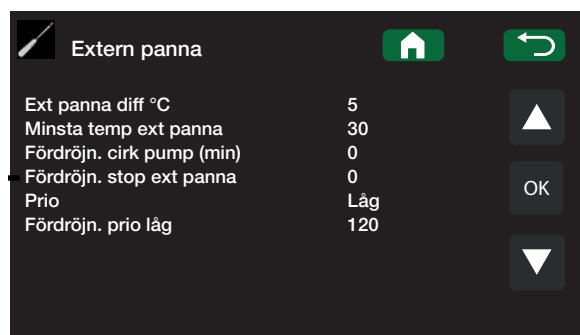 Extern panna
Ext panna diff °C 5
Minsta temp ext panna 30
Fördröjn. cirk pump (min) 0
Fördröjn. stop ext panna 0
OK
Prio Låg
Fördröjn. prio låg 120